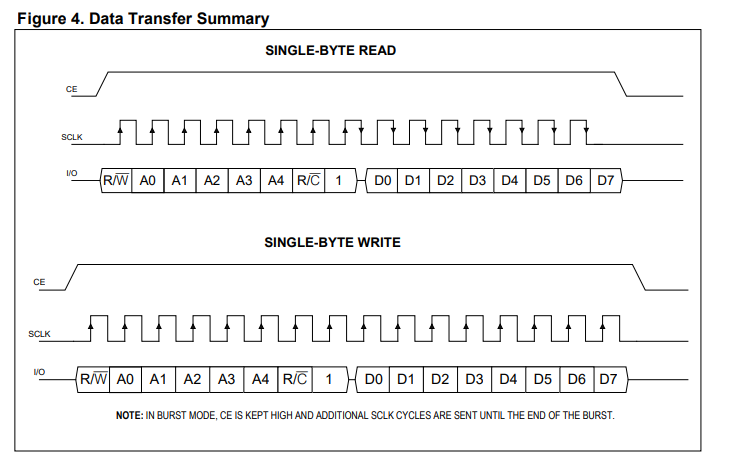 Figure 4. Data Transfer Summary
SINGLE-BYTE READ
CE
SCLK
I/O R/W̅ A0 A1 A2 A3 A4 R/C̅ 1 D0 D1 D2 D3 D4 D5 D6 D7
SINGLE-BYTE WRITE
CE
SCLK
I/O R/W̅ A0 A1 A2 A3 A4 R/C̅ 1 D0 D1 D2 D3 D4 D5 D6 D7
NOTE: IN BURST MODE, CE IS KEPT HIGH AND ADDITIONAL SCLK CYCLES ARE SENT UNTIL THE END OF THE BURST.